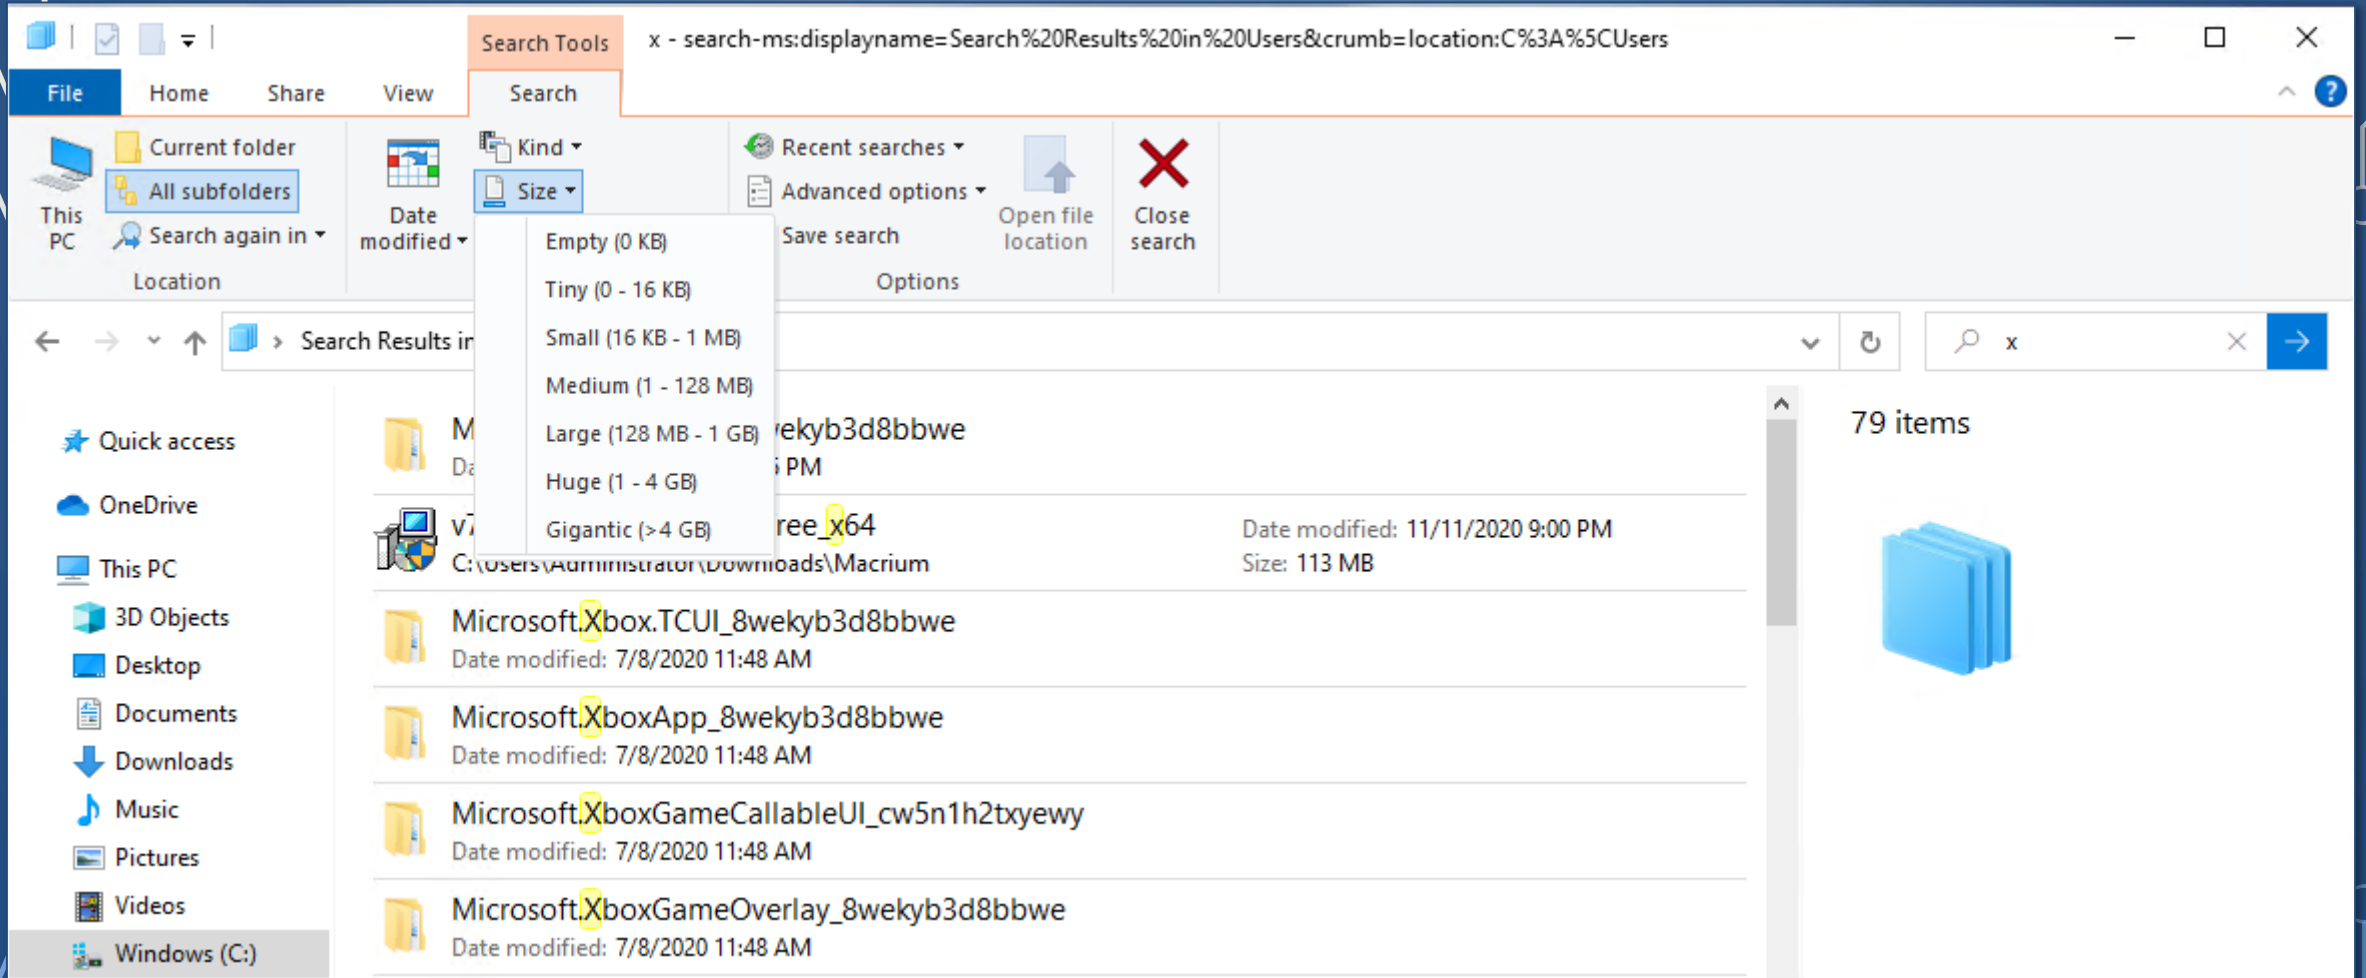 Search Tools
x - search-ms:displayname=Search%20Results%20in%20Users&crumb=location:C%3A%5CUsers
File
Home
Share
View
Search
?
This PC
Current folder
All subfolders
Search again in
Location
Date modified
Kind
Size
Recent searches
Advanced options
Save search
Open file location
Options
Close search
Empty (0 KB)
Tiny (0 - 16 KB)
Small (16 KB - 1 MB)
Medium (1 - 128 MB)
Large (128 MB - 1 GB)
Huge (1 - 4 GB)
Gigantic (>4 GB)
Search Results in
x
Quick access
OneDrive
This PC
3D Objects
Desktop
Documents
Downloads
Music
Pictures
Videos
Windows (C:)
ekyb3d8bbwe
PM
v7 ree_x64
C:\Users\Administrator\Downloads\Macrium
Date modified: 11/11/2020 9:00 PM
Size: 113 MB
Microsoft.Xbox.TCUI_8wekyb3d8bbwe
Date modified: 7/8/2020 11:48 AM
Microsoft.XboxApp_8wekyb3d8bbwe
Date modified: 7/8/2020 11:48 AM
Microsoft.XboxGameCallableUI_cw5n1h2txyewy
Date modified: 7/8/2020 11:48 AM
Microsoft.XboxGameOverlay_8wekyb3d8bbwe
Date modified: 7/8/2020 11:48 AM
79 items